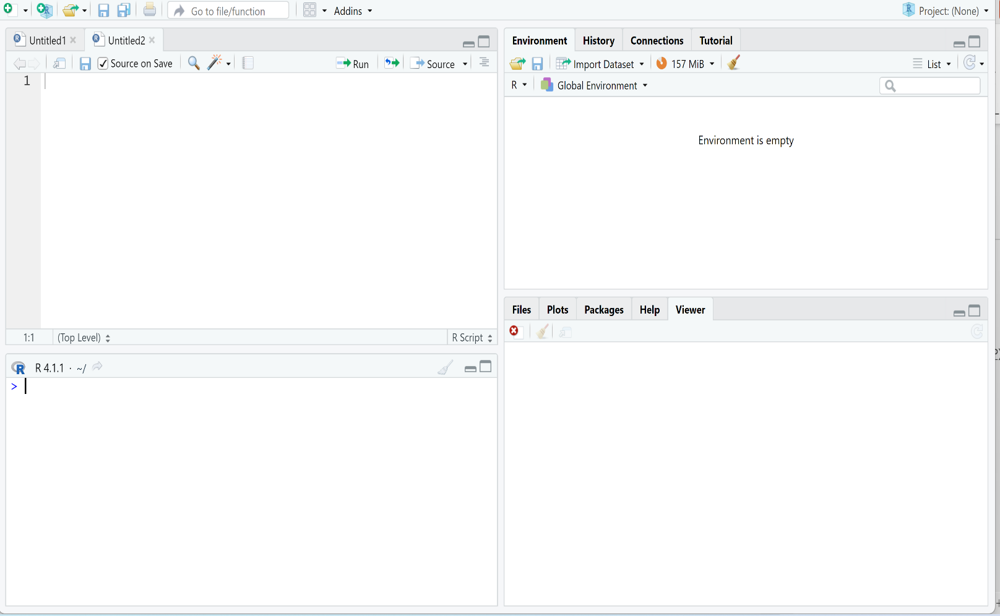 Go to file/function Addins Project: (None)
Untitled1 Untitled2
Source on Save Run Source
1
1:1 (Top Level) R Script
R 4.1.1 · ~/
>
Environment History Connections Tutorial
Import Dataset 157 MiB List
R Global Environment
Environment is empty
Files Plots Packages Help Viewer